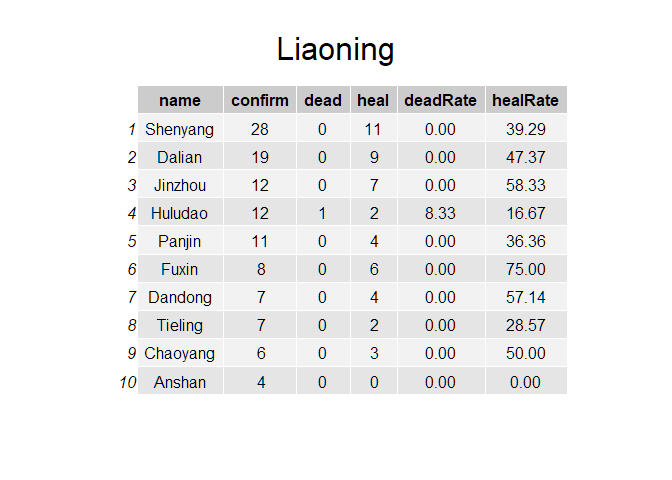 Liaoning
name confirm dead heal deadRate healRate
1 Shenyang 28 0 11 0.00 39.29
2 Dalian 19 0 9 0.00 47.37
3 Jinzhou 12 0 7 0.00 58.33
4 Huludao 12 1 2 8.33 16.67
5 Panjin 11 0 4 0.00 36.36
6 Fuxin 8 0 6 0.00 75.00
7 Dandong 7 0 4 0.00 57.14
8 Tieling 7 0 2 0.00 28.57
9 Chaoyang 6 0 3 0.00 50.00
10 Anshan 4 0 0 0.00 0.00